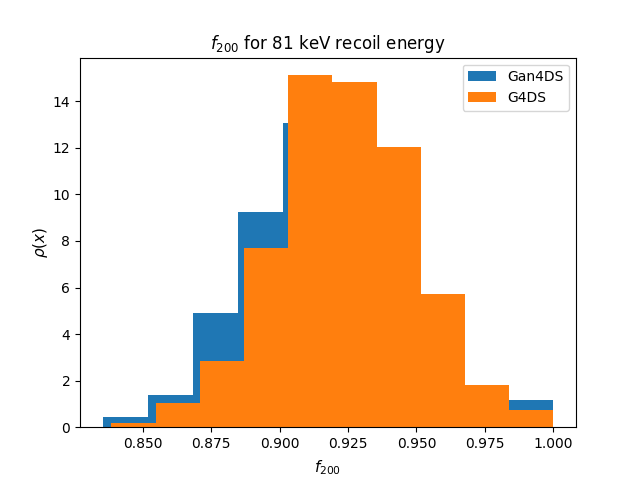 f₂₀₀ for 81 keV recoil energy
Gan4DS
G4DS
ρ(x)
14
12
10
8
6
4
2
0
0.850 0.875 0.900 0.925 0.950 0.975 1.000
f₂₀₀